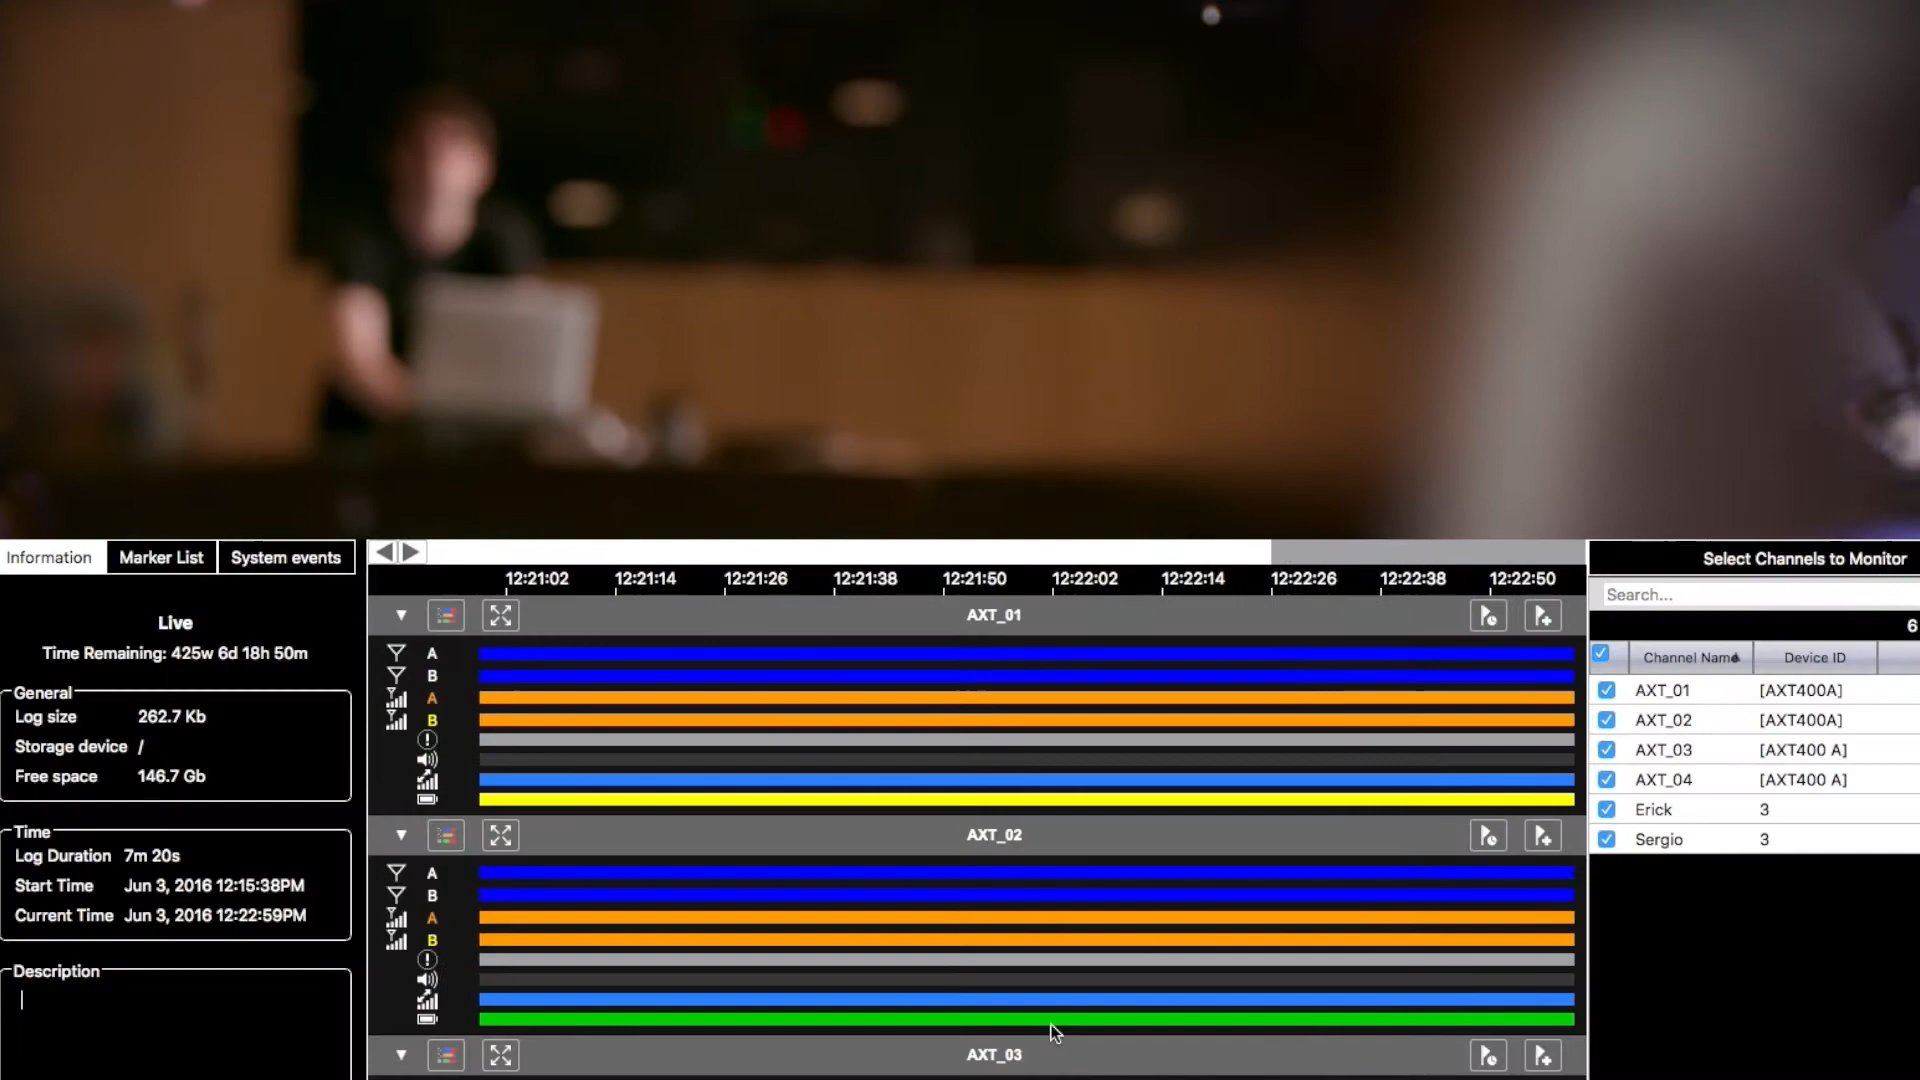 Information Marker List System events
Live
Time Remaining: 425w 6d 18h 50m
General
Log size 262.7 Kb
Storage device /
Free space 146.7 Gb
Time
Log Duration 7m 20s
Start Time Jun 3, 2016 12:15:38PM
Current Time Jun 3, 2016 12:22:59PM
Description
12:21:02 12:21:14 12:21:26 12:21:38 12:21:50 12:22:02 12:22:14 12:22:26 12:22:38 12:22:50
AXT_01
A
B
A
B
AXT_02
A
B
A
B
AXT_03
Select Channels to Monitor
Search...
6
Channel Name Device ID
AXT_01 [AXT400A]
AXT_02 [AXT400A]
AXT_03 [AXT400 A]
AXT_04 [AXT400 A]
Erick 3
Sergio 3